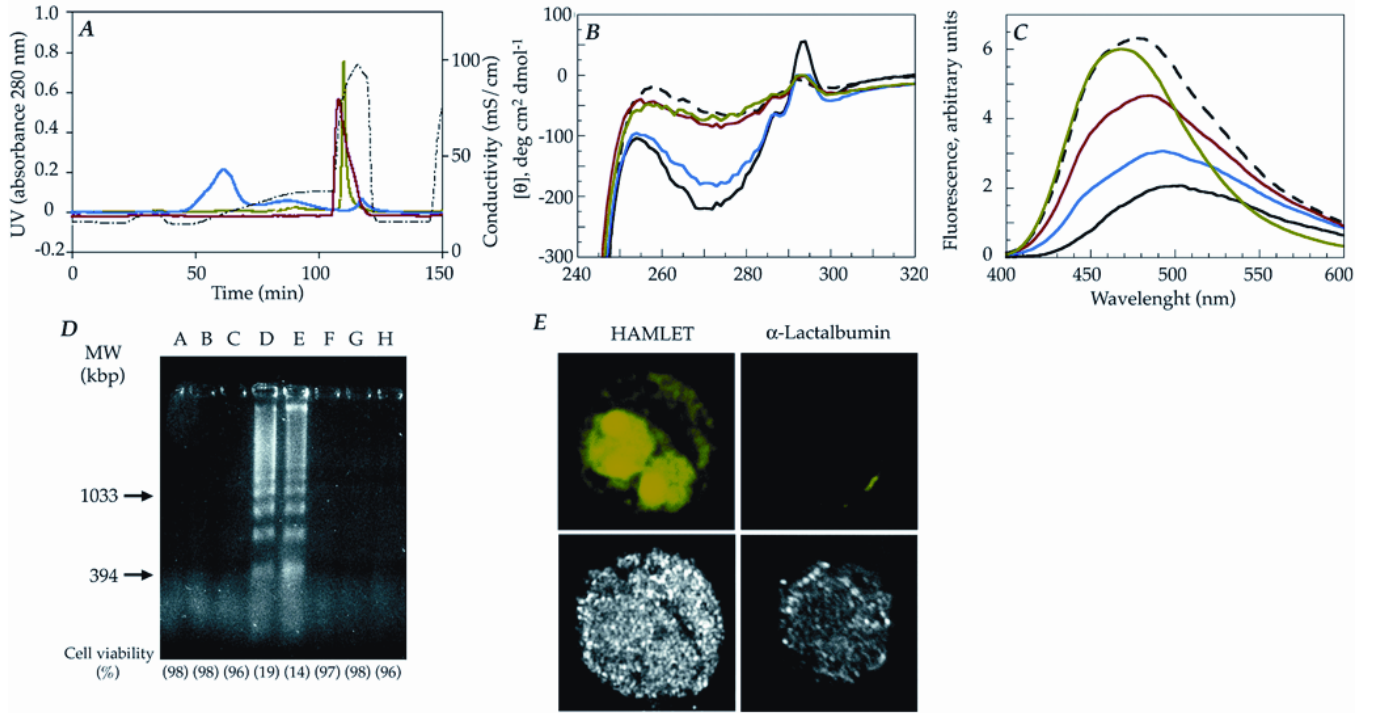 A
UV (absorbance 280 nm)
1.0
0.8
0.6
0.4
0.2
0
-0.2
0
50
100
150
Time (min)
100
50
0
Conductivity (mS/cm)
B
[θ], deg cm2 dmol-1
100
0
-100
-200
-300
240
260
280
300
320
C
Fluorescence, arbitrary units
6
4
2
0
400
450
500
550
600
Wavelenght (nm)
D
MW
(kbp)
A B C D E F G H
1033
394
Cell viability
(%)
(98) (98) (96) (19) (14) (97) (98) (96)
E
HAMLET
α-Lactalbumin